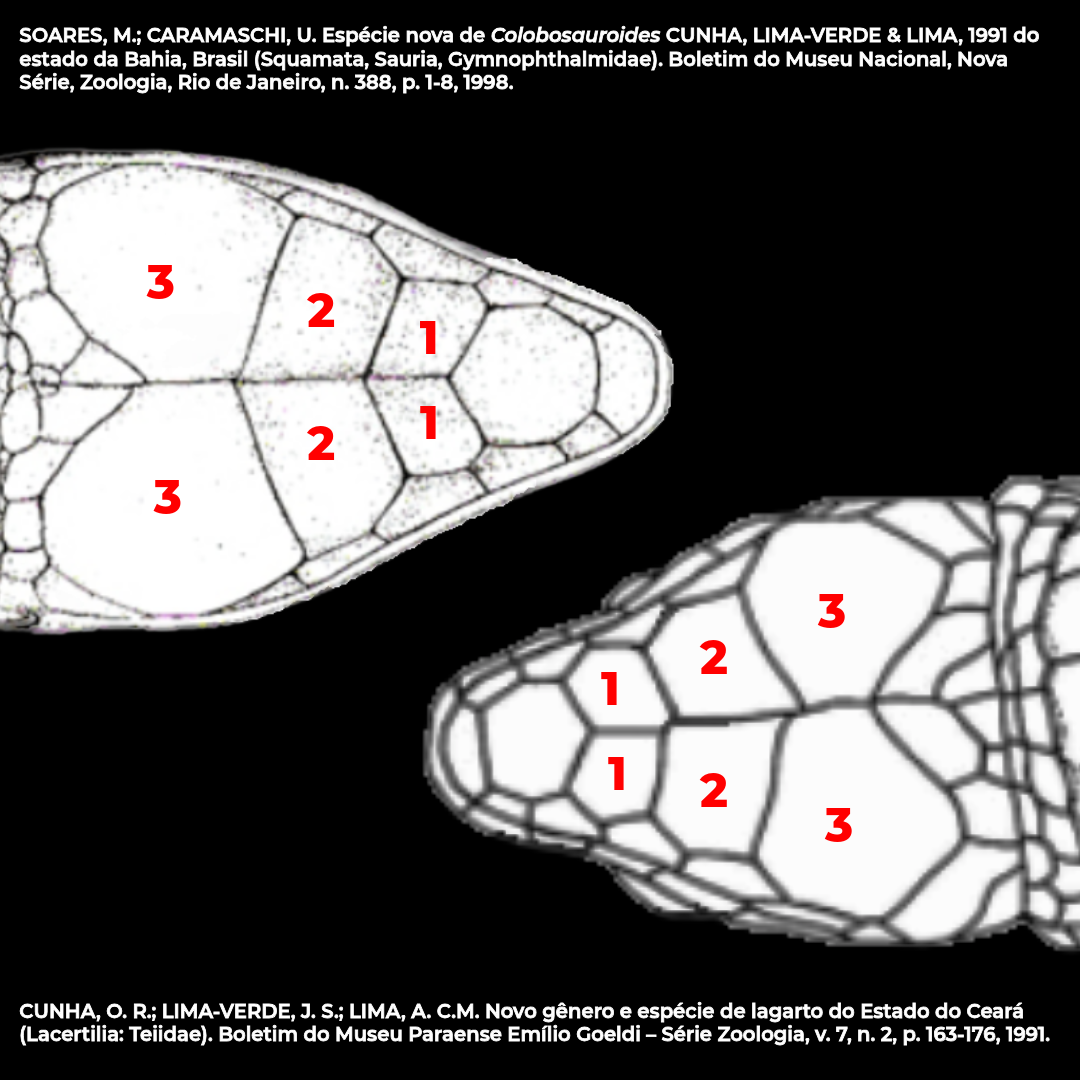 SOARES, M.; CARAMASCHI, U. Espécie nova de Colobosauroides CUNHA, LIMA-VERDE & LIMA, 1991 do
estado da Bahia, Brasil (Squamata, Sauria, Gymnophthalmidae). Boletim do Museu Nacional, Nova
Série, Zoologia, Rio de Janeiro, n. 388, p. 1-8, 1998.
3
2
1
1
2
3
3
2
1
1
2
3
CUNHA, O. R.; LIMA-VERDE, J. S.; LIMA, A. C.M. Novo gênero e espécie de lagarto do Estado do Ceará
(Lacertilia: Teiidae). Boletim do Museu Paraense Emílio Goeldi – Série Zoologia, v. 7, n. 2, p. 163-176, 1991.